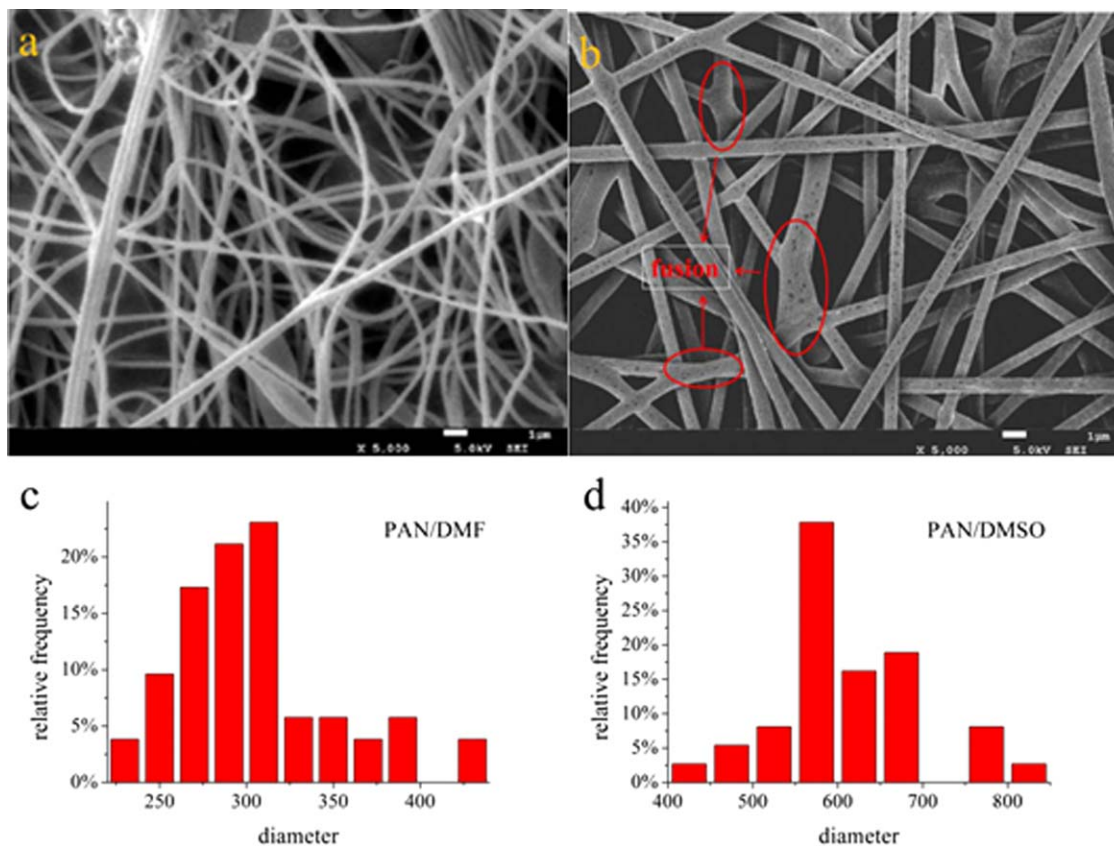 a
b
fusion
X 5,000 5.0kV SEI 1μm
X 5,000 5.0kV SEI 1μm
c
PAN/DMF
relative frequency
20%
15%
10%
5%
0%
250 300 350 400
diameter
d
PAN/DMSO
relative frequency
40%
35%
30%
25%
20%
15%
10%
5%
0%
400 500 600 700 800
diameter